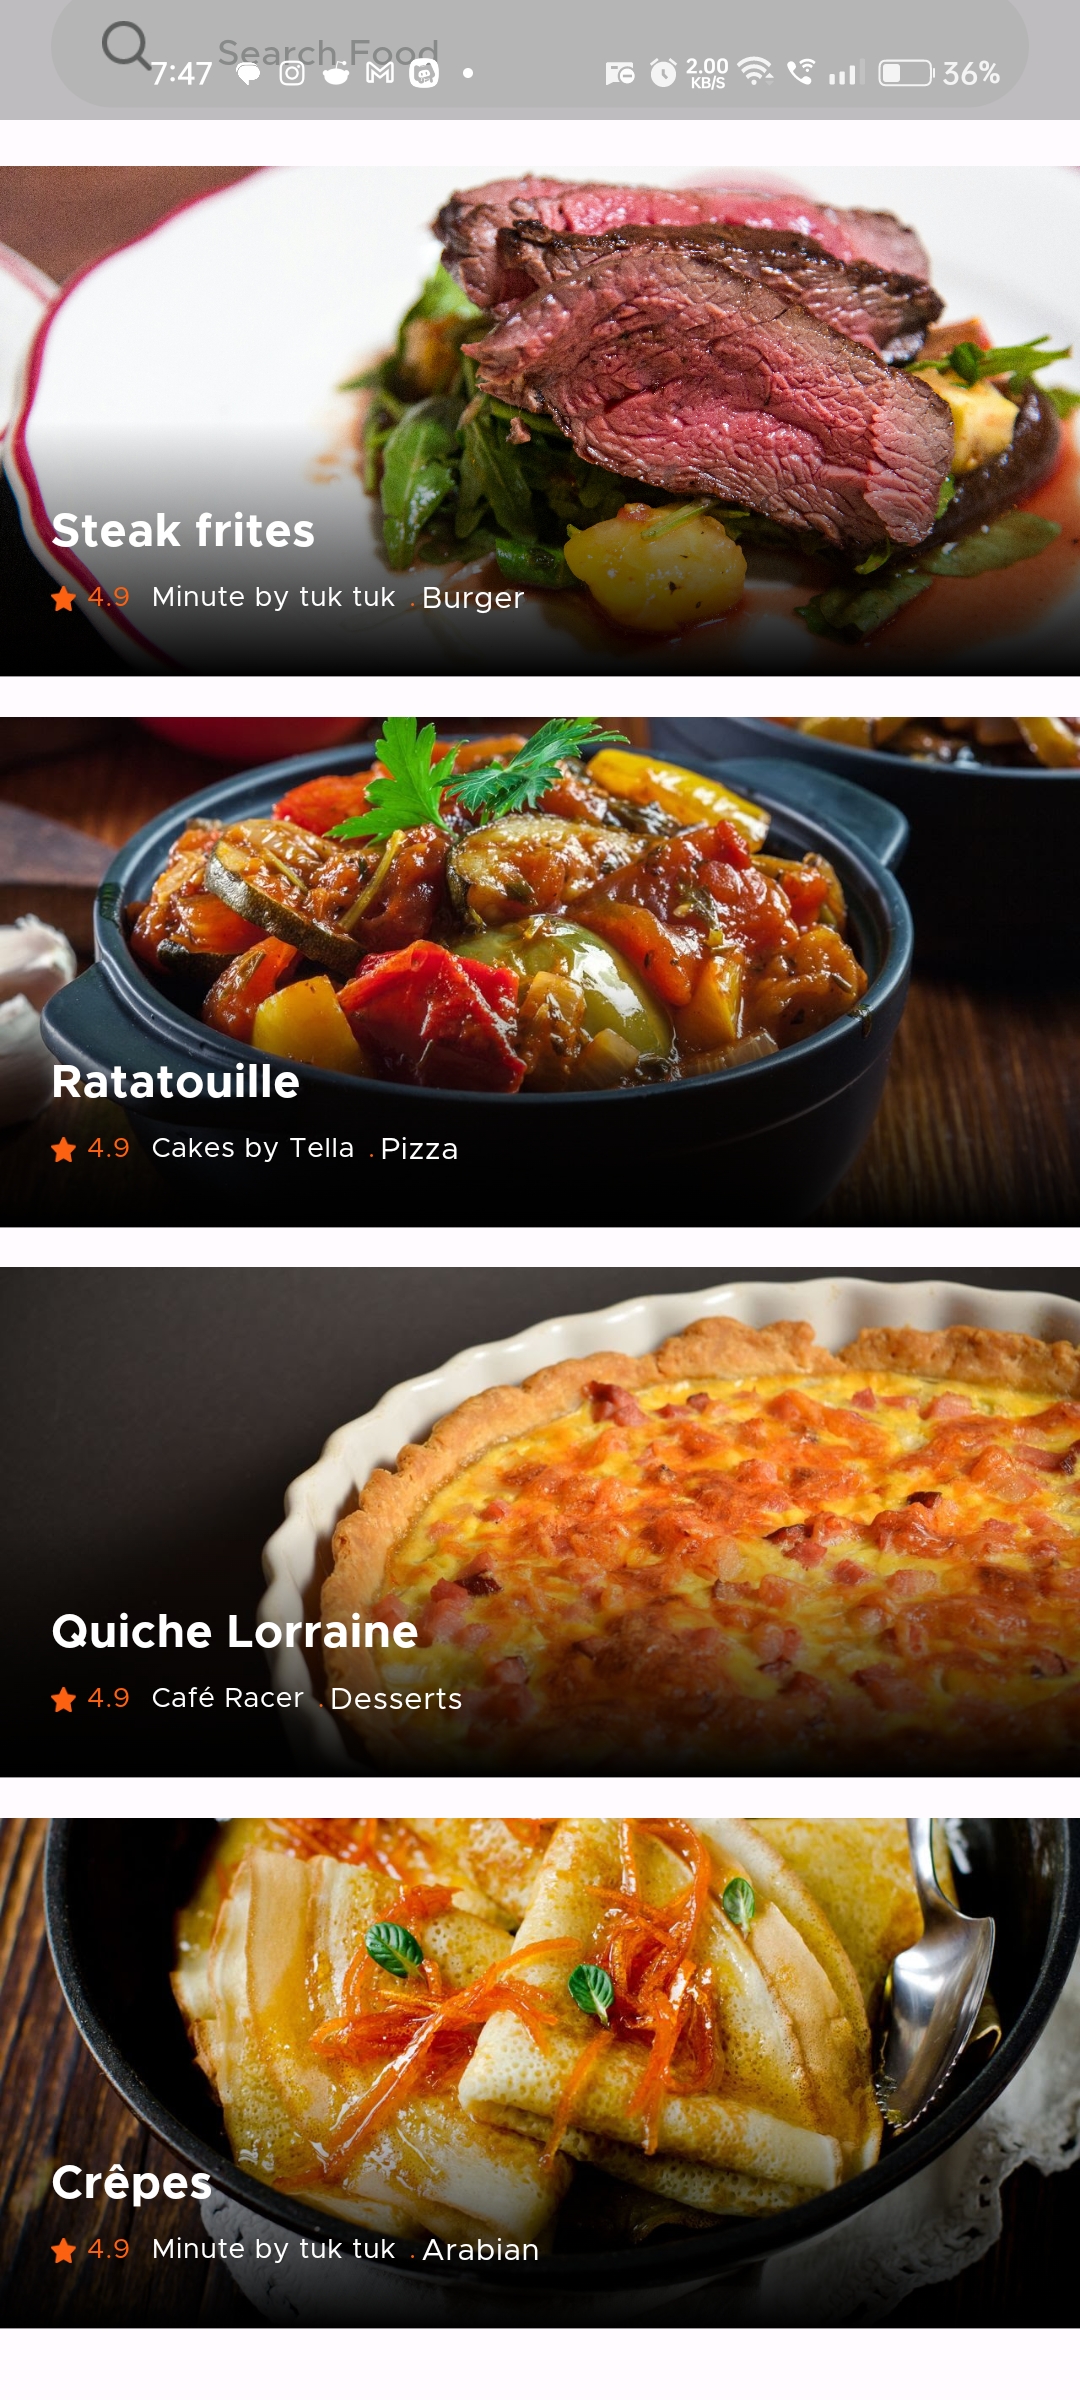 Search Food
7:47 2.00 KB/S 36%
Steak frites
4.9 Minute by tuk tuk . Burger
Ratatouille
4.9 Cakes by Tella . Pizza
Quiche Lorraine
4.9 Café Racer . Desserts
Crêpes
4.9 Minute by tuk tuk . Arabian